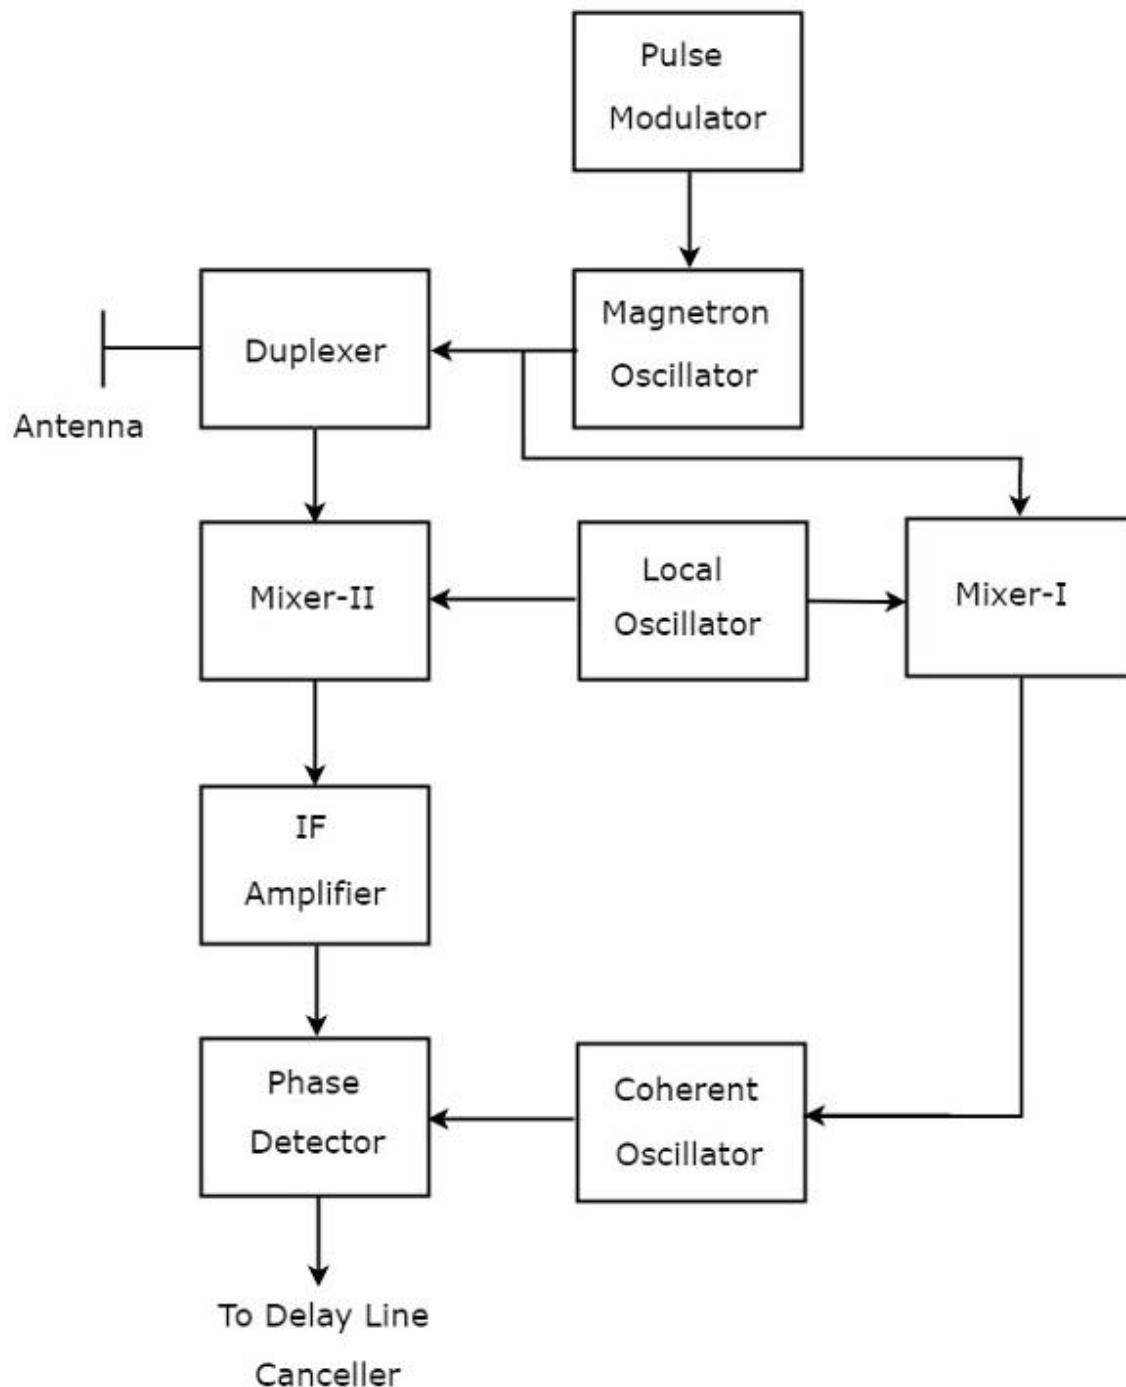 Pulse
Modulator
Magnetron
Oscillator
Duplexer
Antenna
Mixer-II
Local
Oscillator
Mixer-I
IF
Amplifier
Phase
Detector
Coherent
Oscillator
To Delay Line
Canceller